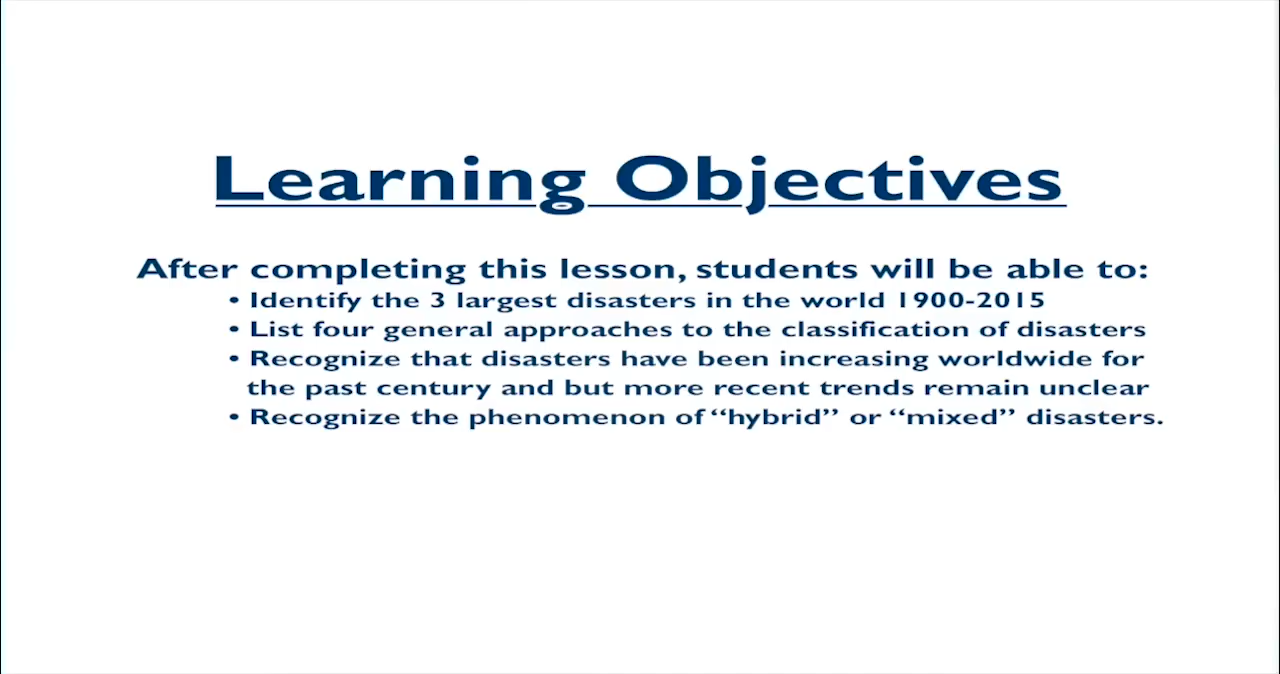 Learning Objectives
After completing this lesson, students will be able to:
• Identify the 3 largest disasters in the world 1900-2015
• List four general approaches to the classification of disasters
• Recognize that disasters have been increasing worldwide for
the past century and but more recent trends remain unclear
• Recognize the phenomenon of “hybrid” or “mixed” disasters.